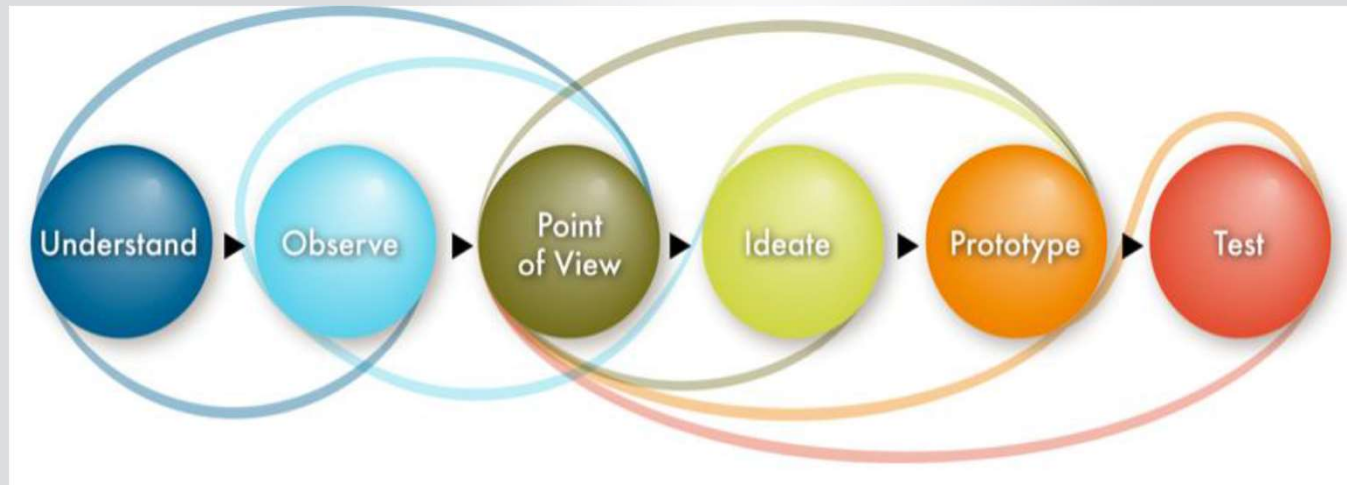 Understand
Observe
Point
of View
Ideate
Prototype
Test